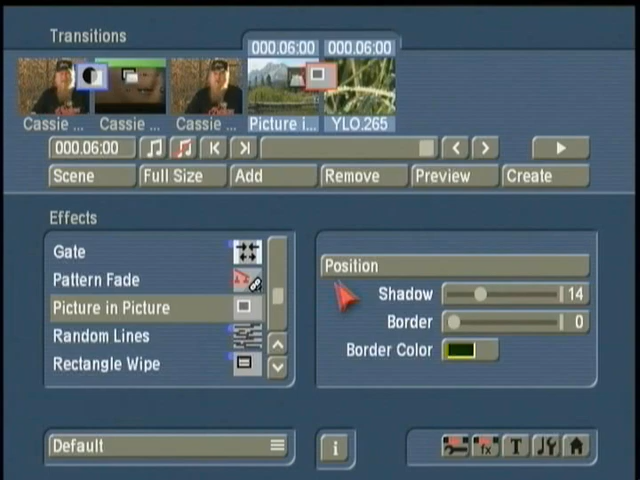 Transitions
000.06:00 000.06:00
Cassie ... Cassie ... Cassie ... Picture i... YLO.265
000.06:00
Scene Full Size Add Remove Preview Create
Effects
Gate
Pattern Fade
Picture in Picture
Random Lines
Rectangle Wipe
Position
Shadow 14
Border 0
Border Color
Default
i
fx T